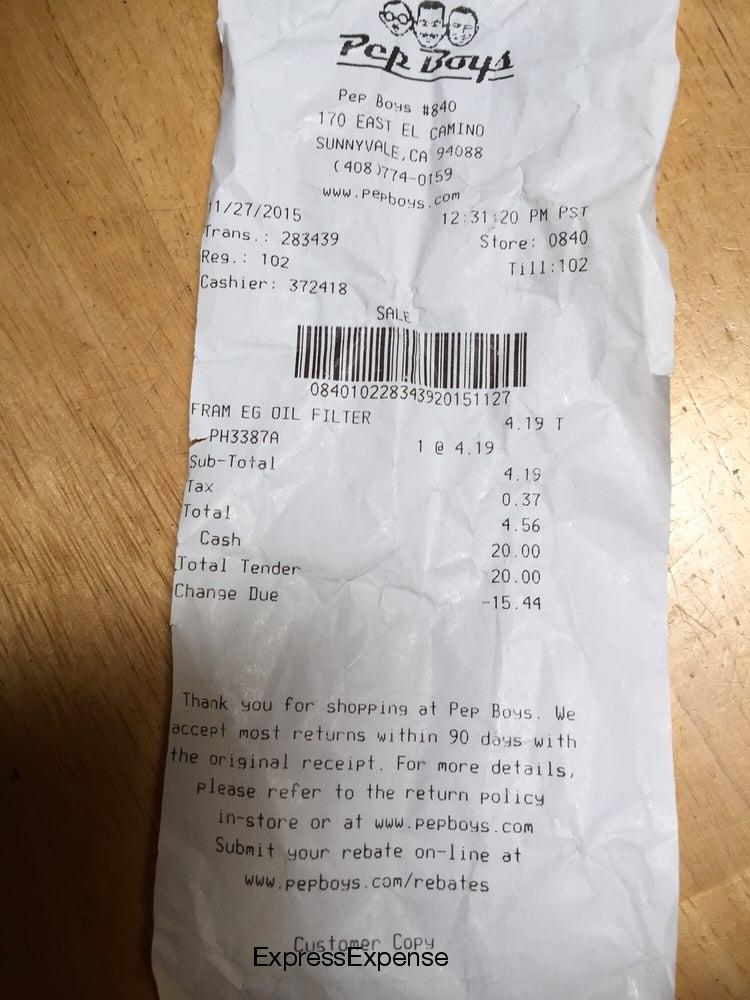 Pep Boys
Pep Boys #840
170 EAST EL CAMINO
SUNNYVALE,CA 94088
(408)774-0159
www.pepboys.com
11/27/2015 12:31:20 PM PST
Trans.: 283439 Store: 0840
Reg.: 102 Till:102
Cashier: 372418
SALE
084010228343920151127
FRAM EG OIL FILTER 4.19 T
PH3387A 1 @ 4.19
Sub-Total 4.19
Tax 0.37
Total 4.56
Cash 20.00
Total Tender 20.00
Change Due -15.44
Thank you for shopping at Pep Boys. We
accept most returns within 90 days with
the original receipt. For more details,
please refer to the return policy
in-store or at www.pepboys.com
Submit your rebate on-line at
www.pepboys.com/rebates
Customer Copy
ExpressExpense